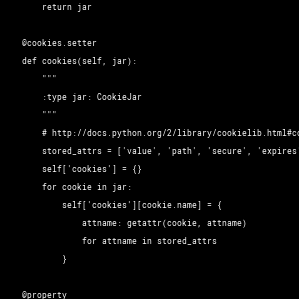 return jar
@cookies.setter
def cookies(self, jar):
"""
:type jar: CookieJar
"""
# http://docs.python.org/2/library/cookielib.html#co
stored_attrs = ['value', 'path', 'secure', 'expires
self['cookies'] = {}
for cookie in jar:
self['cookies'][cookie.name] = {
attname: getattr(cookie, attname)
for attname in stored_attrs
}
@property